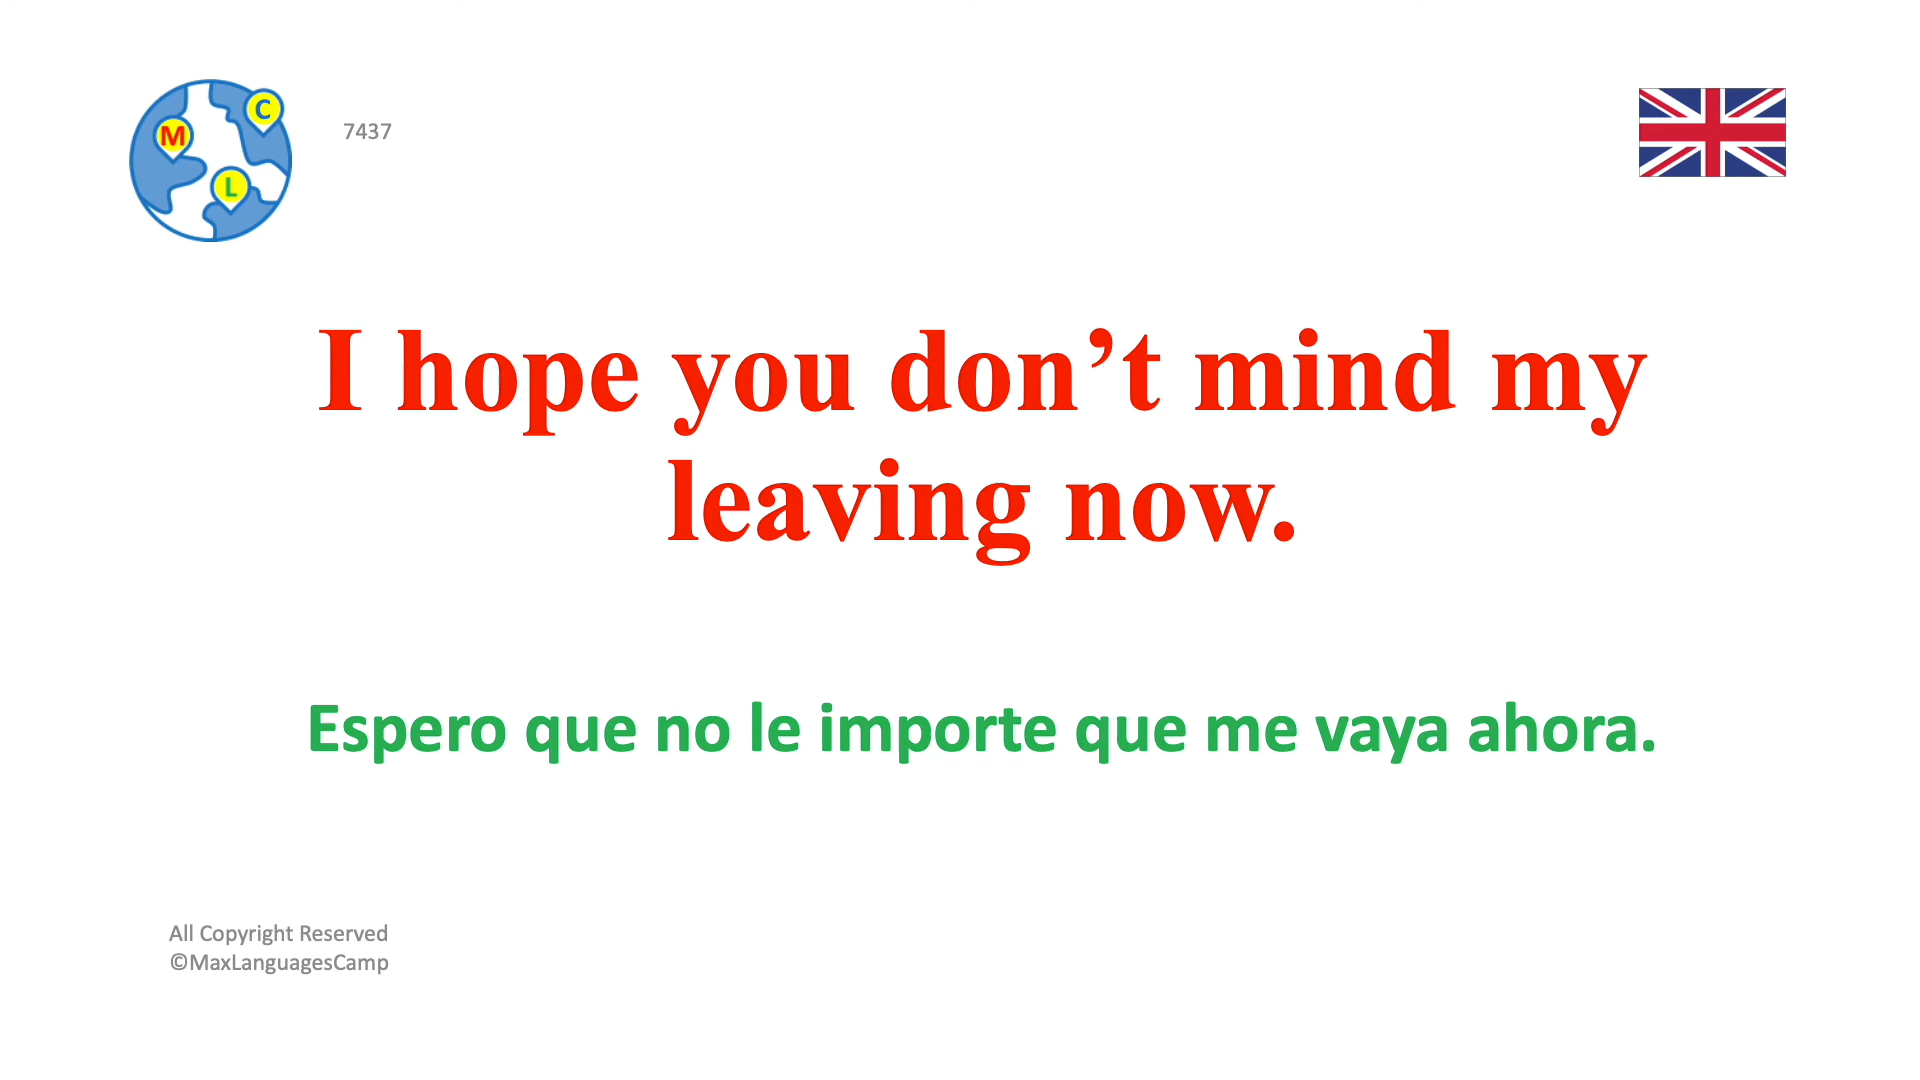 C
M
L
7437
I hope you don’t mind my
leaving now.
Espero que no le importe que me vaya ahora.
All Copyright Reserved
©MaxLanguagesCamp